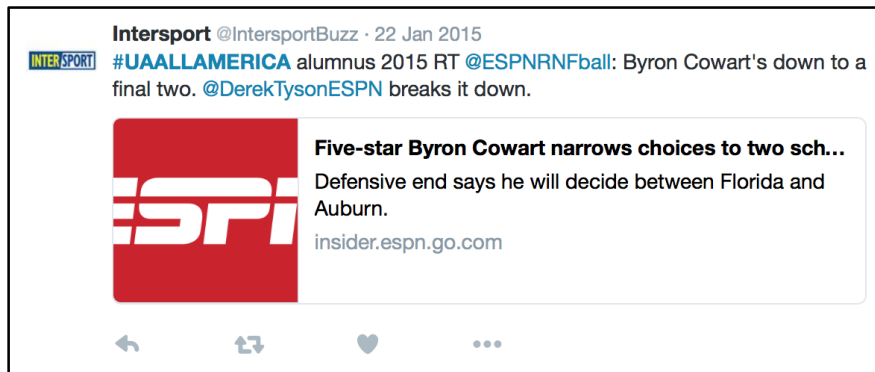 Intersport @IntersportBuzz · 22 Jan 2015
INTERSPORT
#UAALLAMERICA alumnus 2015 RT @ESPNRNFball: Byron Cowart's down to a
final two. @DerekTysonESPN breaks it down.
ESPN
Five-star Byron Cowart narrows choices to two sch...
Defensive end says he will decide between Florida and
Auburn.
insider.espn.go.com